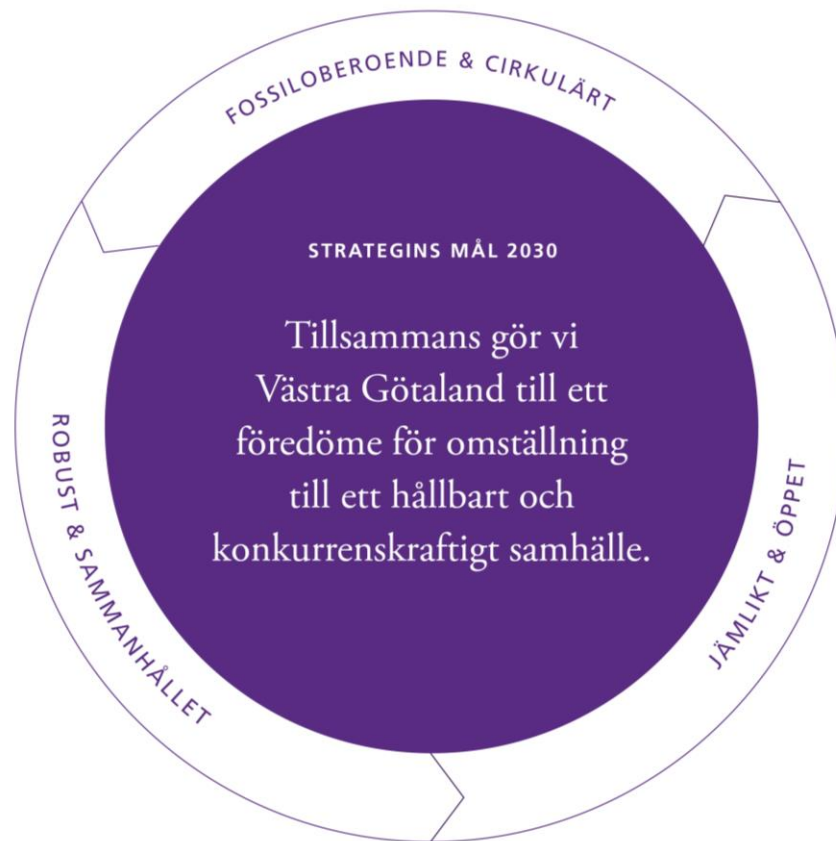 FOSSILOBEROENDE & CIRKULÄRT
STRATEGINS MÅL 2030
Tillsammans gör vi
Västra Götaland till ett
föredöme för omställning
till ett hållbart och
konkurrenskraftigt samhälle.
ROBUST & SAMMANHÅLLET
JÄMLIKT & ÖPPET